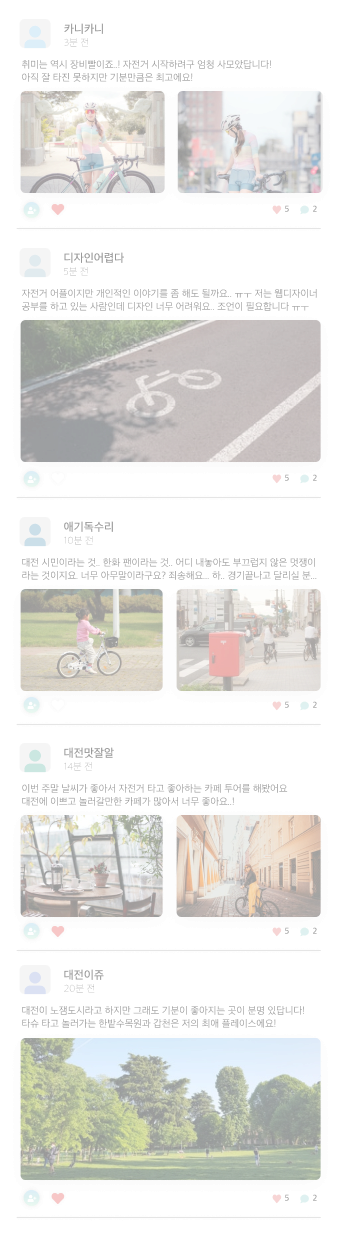 카니카니
3분 전
취미는 역시 장비빨이죠..! 자전거 시작하려구 엄청 사모았답니다!
아직 잘 타진 못하지만 기분만큼은 최고에요!
5 2
디자인어렵다
5분 전
자전거 어플이지만 개인적인 이야기를 좀 해도 될까요.. ㅠㅜ 저는 웹디자이너
공부를 하고 있는 사람인데 디자인 너무 어려워요.. 조언이 필요합니다 ㅠㅜ
5 2
애기독수리
10분 전
대전 시민이라는 것.. 한화 팬이라는 것.. 어디 내놓아도 부끄럽지 않은 멋쟁이
라는 것이지요. 너무 아무말이라구요? 죄송해요... 하.. 경기끝나고 달리실 분...
5 2
대전맛잘알
14분 전
이번 주말 날씨가 좋아서 자전거 타고 좋아하는 카페 투어를 해봤어요
대전에 이쁘고 놀러갈만한 카페가 많아서 너무 좋아요..!
5 2
대전이쥬
20분 전
대전이 노잼도시라고 하지만 그래도 기분이 좋아지는 곳이 분명 있답니다!
타슈 타고 놀러가는 한밭수목원과 갑천은 저의 최애 플레이스에요!
5 2